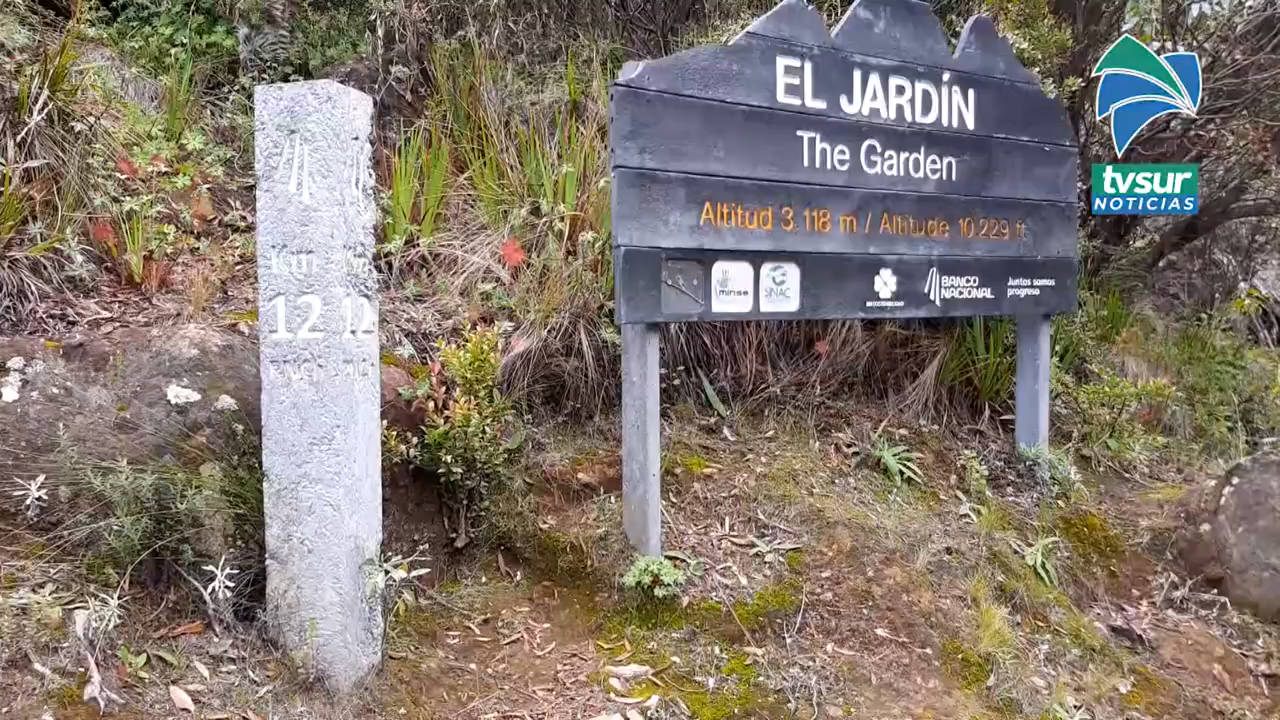 EL JARDÍN
The Garden
Altitud 3.118 m / Altitude 10.229 ft
minae
SINAC
BANCO
NACIONAL
Juntos somos
progreso
KM
12 12
tvsur
NOTICIAS